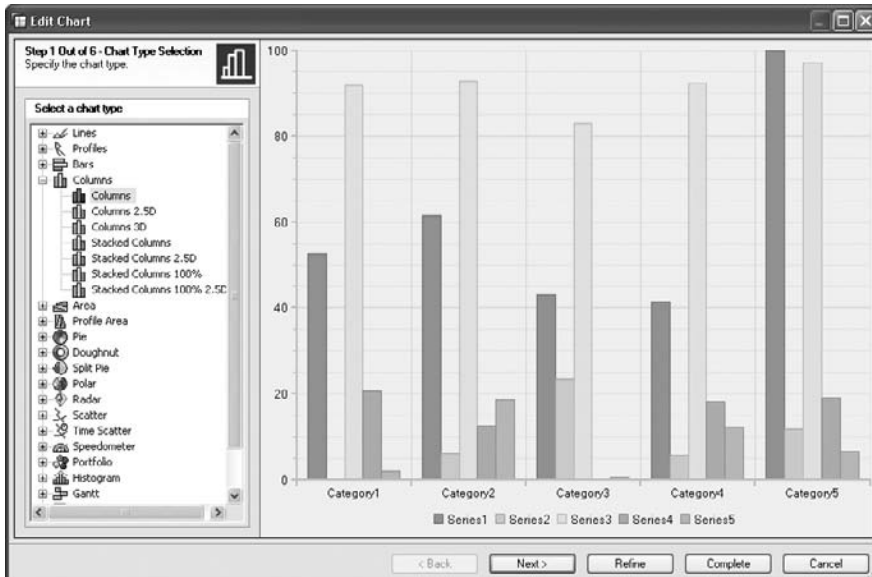 Edit Chart
Step 1 Out of 6 - Chart Type Selection
Specify the chart type.
Select a chart type
Lines
Profiles
Bars
Columns
Columns
Columns 2.5D
Columns 3D
Stacked Columns
Stacked Columns 2.5D
Stacked Columns 100%
Stacked Columns 100% 2.5D
Area
Profile Area
Pie
Doughnut
Split Pie
Polar
Radar
Scatter
Time Scatter
Speedometer
Portfolio
Histogram
Gantt
100
80
60
40
20
0
Category1 Category2 Category3 Category4 Category5
Series1 Series2 Series3 Series4 Series5
< Back Next > Refine Complete Cancel